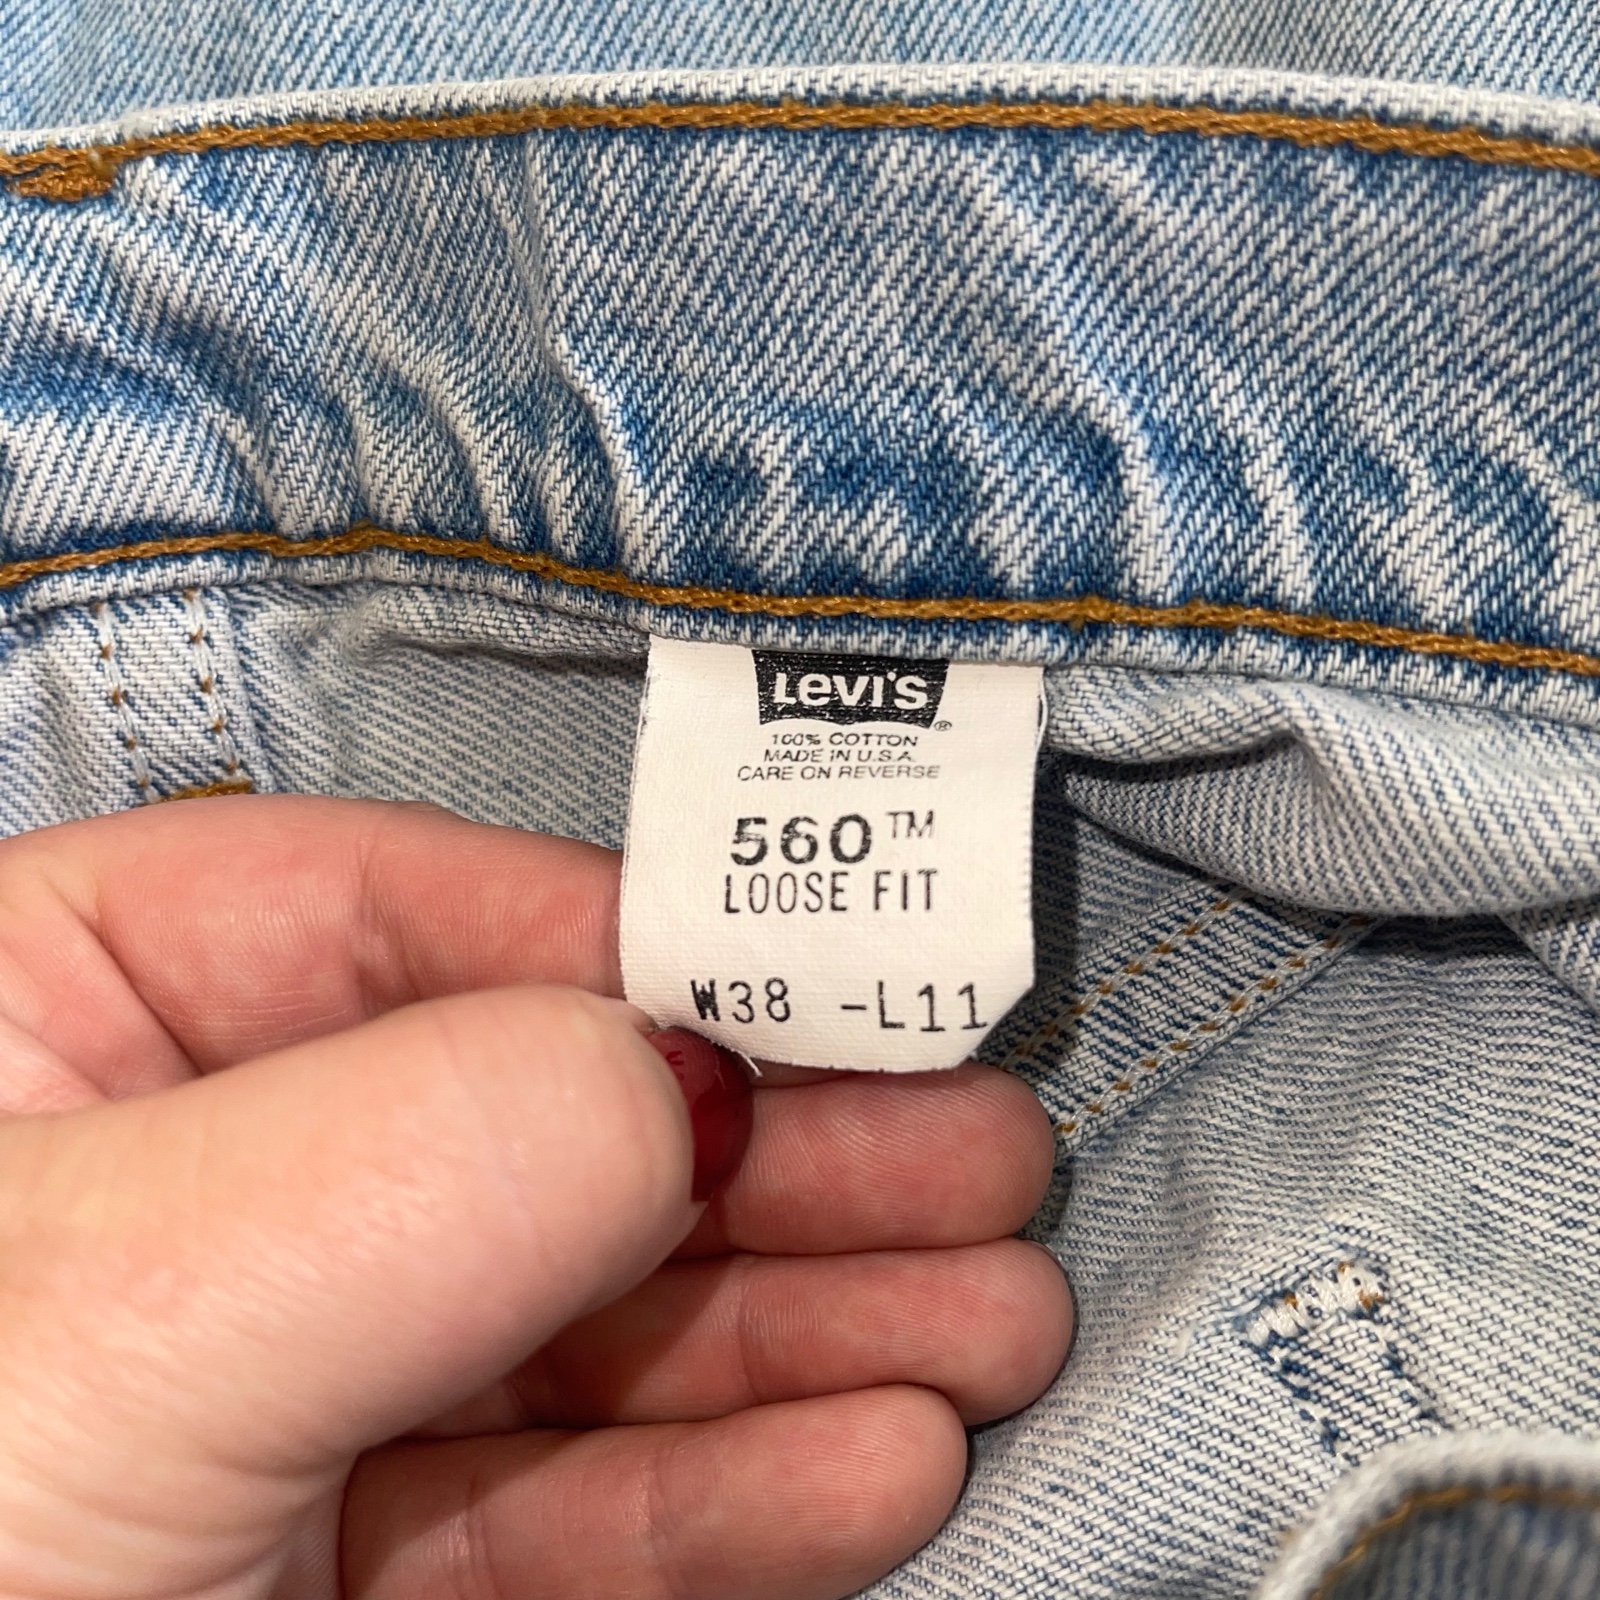 Levi's®
100% COTTON
MADE IN U.S.A.
CARE ON REVERSE
560™
LOOSE FIT
W38 -L11